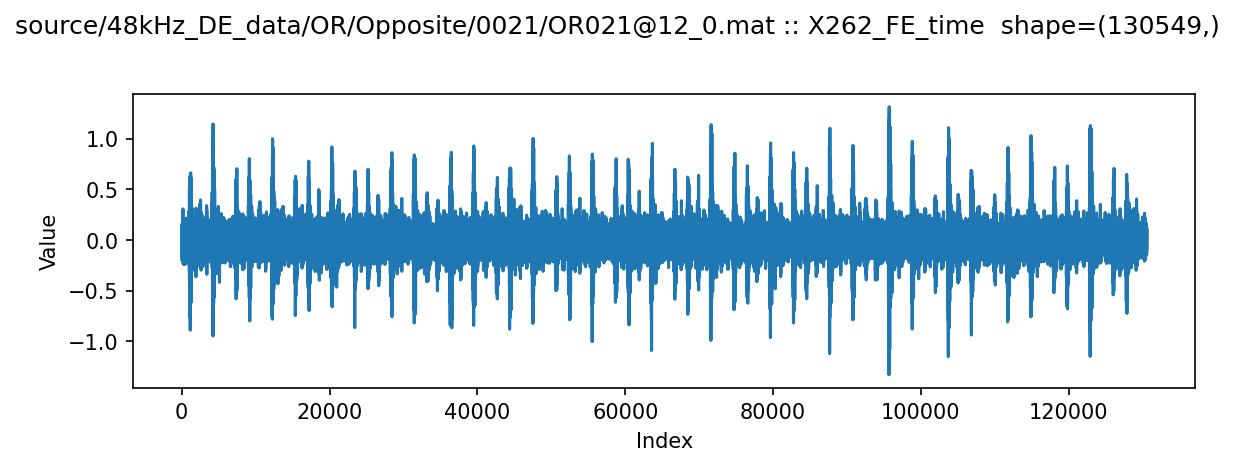 source/48kHz_DE_data/OR/Opposite/0021/OR021@12_0.mat :: X262_FE_time  shape=(130549,)
1.0
0.5
0.0
−0.5
−1.0
Value
0 20000 40000 60000 80000 100000 120000
Index